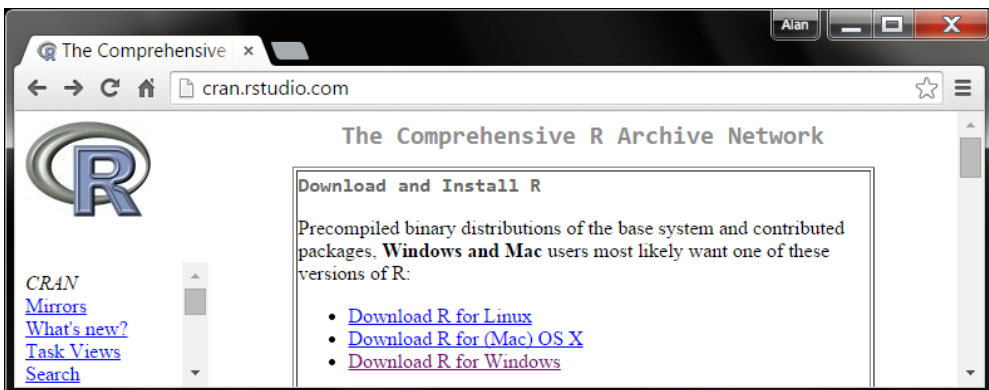 Alan
The Comprehensive
cran.rstudio.com
R
The Comprehensive R Archive Network
Download and Install R
Precompiled binary distributions of the base system and contributed
packages, Windows and Mac users most likely want one of these
versions of R:
Download R for Linux
Download R for (Mac) OS X
Download R for Windows
CRAN
Mirrors
What's new?
Task Views
Search